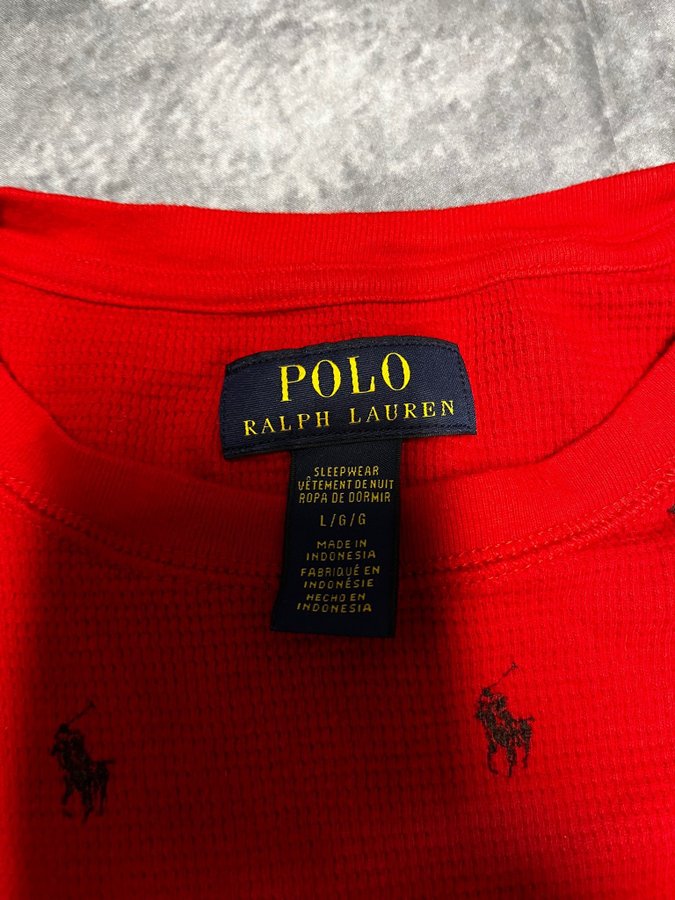 POLO
RALPH LAUREN
SLEEPWEAR
VÊTEMENT DE NUIT
ROPA DE DORMIR
L/G/G
MADE IN
INDONESIA
FABRIQUÉ EN
INDONÉSIE
HECHO EN
INDONESIA